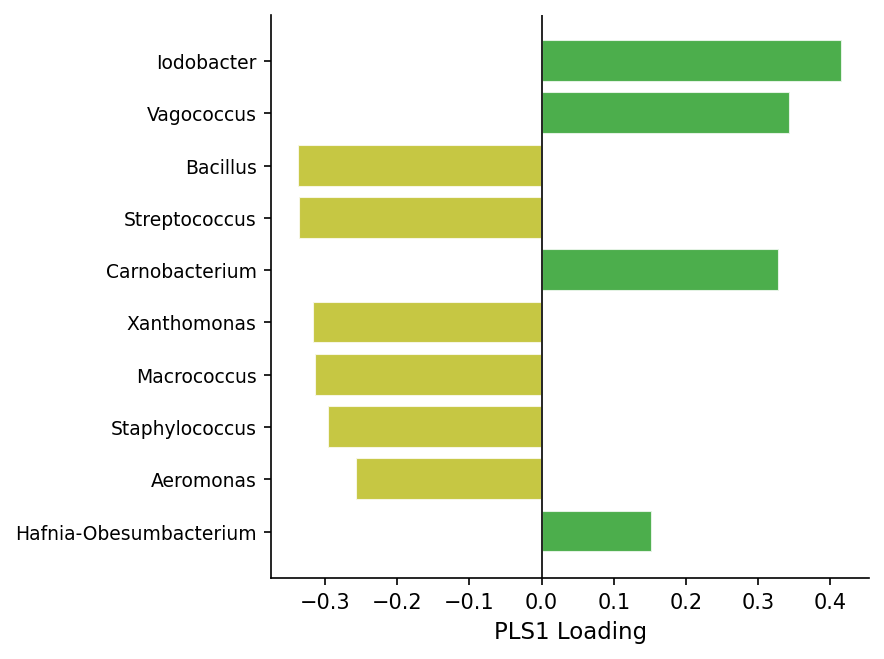 Iodobacter
Vagococcus
Bacillus
Streptococcus
Carnobacterium
Xanthomonas
Macrococcus
Staphylococcus
Aeromonas
Hafnia-Obesumbacterium
−0.3 −0.2 −0.1 0.0 0.1 0.2 0.3 0.4
PLS1 Loading